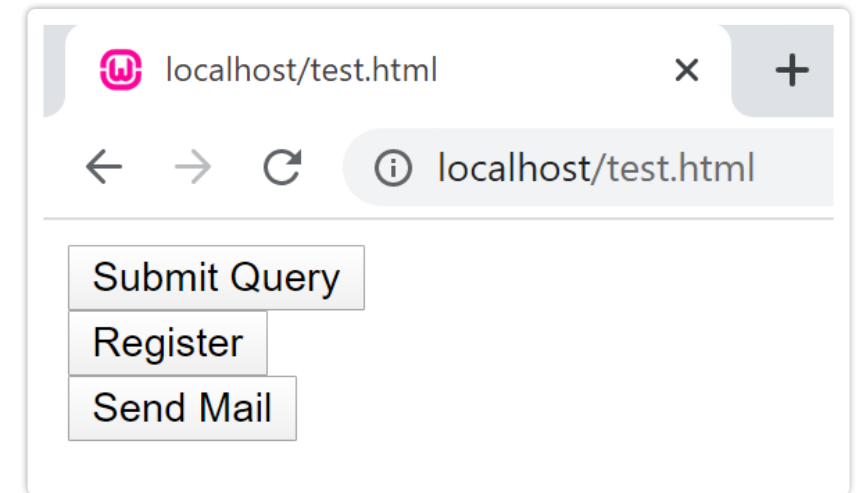 localhost/test.html
localhost/test.html
Submit Query
Register
Send Mail